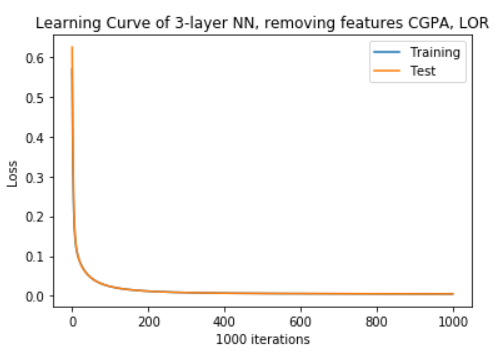 Learning Curve of 3-layer NN, removing features CGPA, LOR
Training
Test
0.6
0.5
0.4
0.3
0.2
0.1
0.0
Loss
0 200 400 600 800 1000
1000 iterations